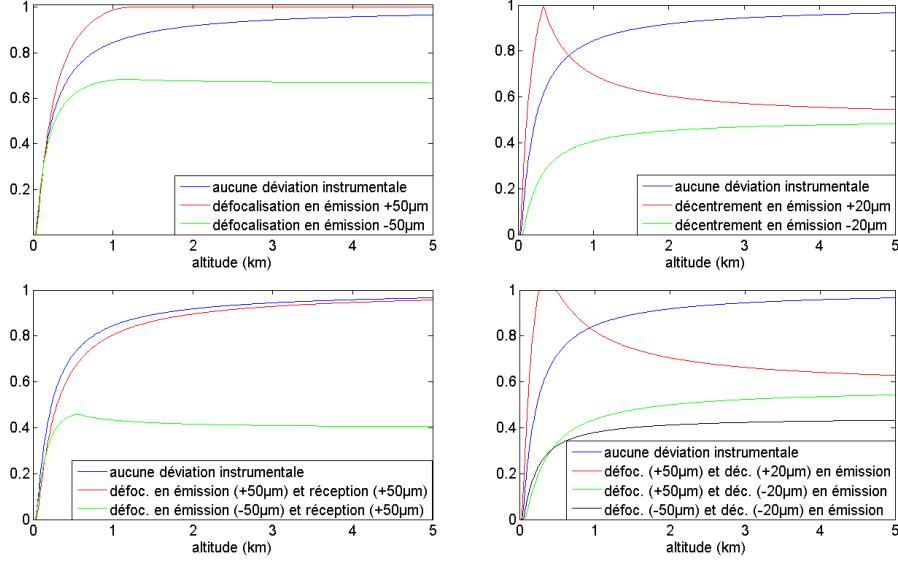 1
0.8
0.6
0.4
0.2
0
0 1 2 3 4 5
altitude (km)
aucune déviation instrumentale
défocalisation en émission +50µm
défocalisation en émission -50µm
1
0.8
0.6
0.4
0.2
0
0 1 2 3 4 5
altitude (km)
aucune déviation instrumentale
décentrement en émission +20µm
décentrement en émission -20µm
1
0.8
0.6
0.4
0.2
0
0 1 2 3 4 5
altitude (km)
aucune déviation instrumentale
défoc. en émission (+50µm) et réception (+50µm)
défoc. en émission (-50µm) et réception (+50µm)
1
0.8
0.6
0.4
0.2
0
0 1 2 3 4 5
altitude (km)
aucune déviation instrumentale
défoc. (+50µm) et déc. (+20µm) en émission
défoc. (+50µm) et déc. (-20µm) en émission
défoc. (-50µm) et déc. (-20µm) en émission